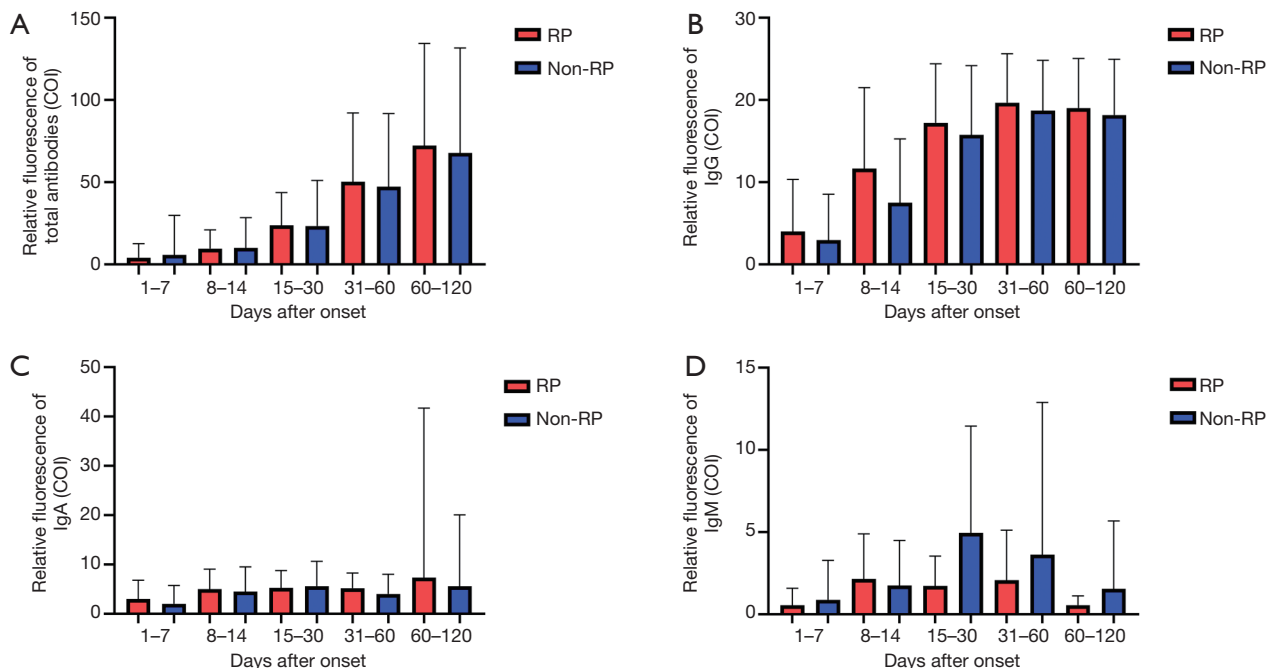 A
Relative fluorescence of
total antibodies (COI)
150
100
50
0
1–7 8–14 15–30 31–60 60–120
Days after onset
RP
Non-RP
B
Relative fluorescence of
IgG (COI)
30
20
10
0
1–7 8–14 15–30 31–60 60–120
Days after onset
RP
Non-RP
C
Relative fluorescence of
IgA (COI)
50
40
30
20
10
0
1–7 8–14 15–30 31–60 60–120
Days after onset
RP
Non-RP
D
Relative fluorescence of
IgM (COI)
15
10
5
0
1–7 8–14 15–30 31–60 60–120
Days after onset
RP
Non-RP